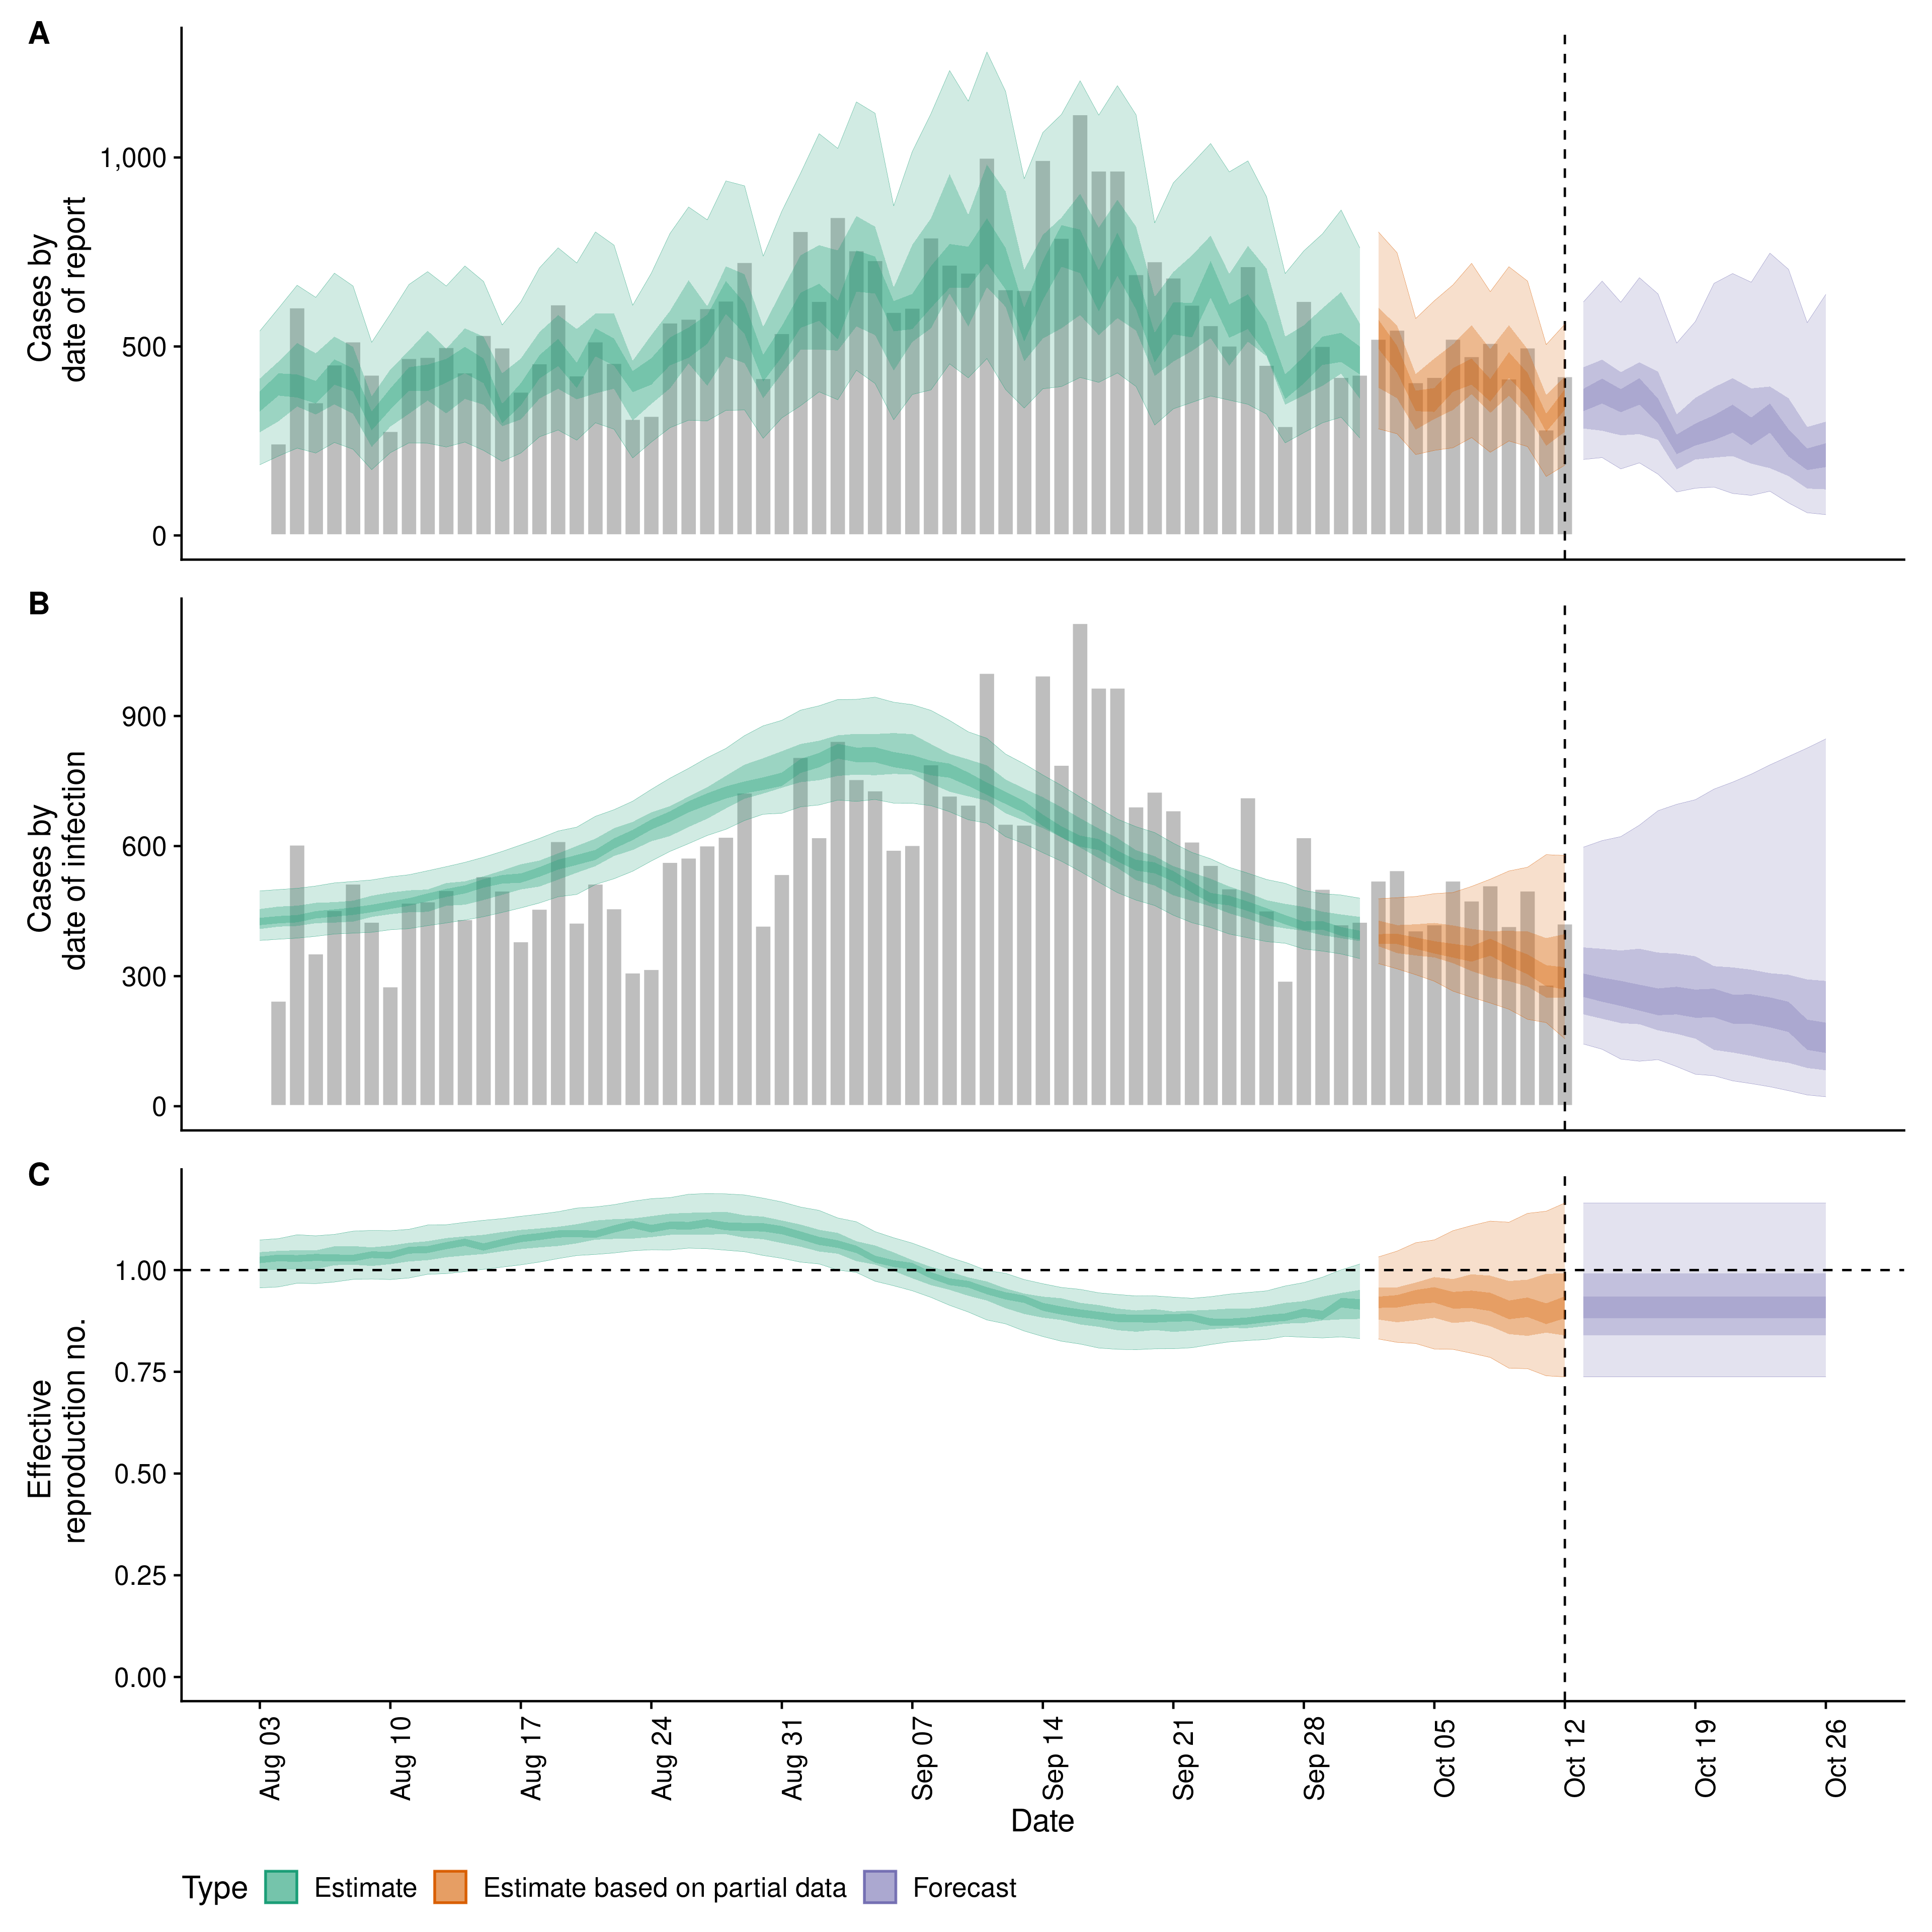 A
Cases by
date of report
1,000
500
0
B
Cases by
date of infection
900
600
300
0
C
Effective
reproduction no.
1.00
0.75
0.50
0.25
0.00
Aug 03
Aug 10
Aug 17
Aug 24
Aug 31
Sep 07
Sep 14
Sep 21
Sep 28
Oct 05
Oct 12
Oct 19
Oct 26
Date
Type Estimate Estimate based on partial data Forecast